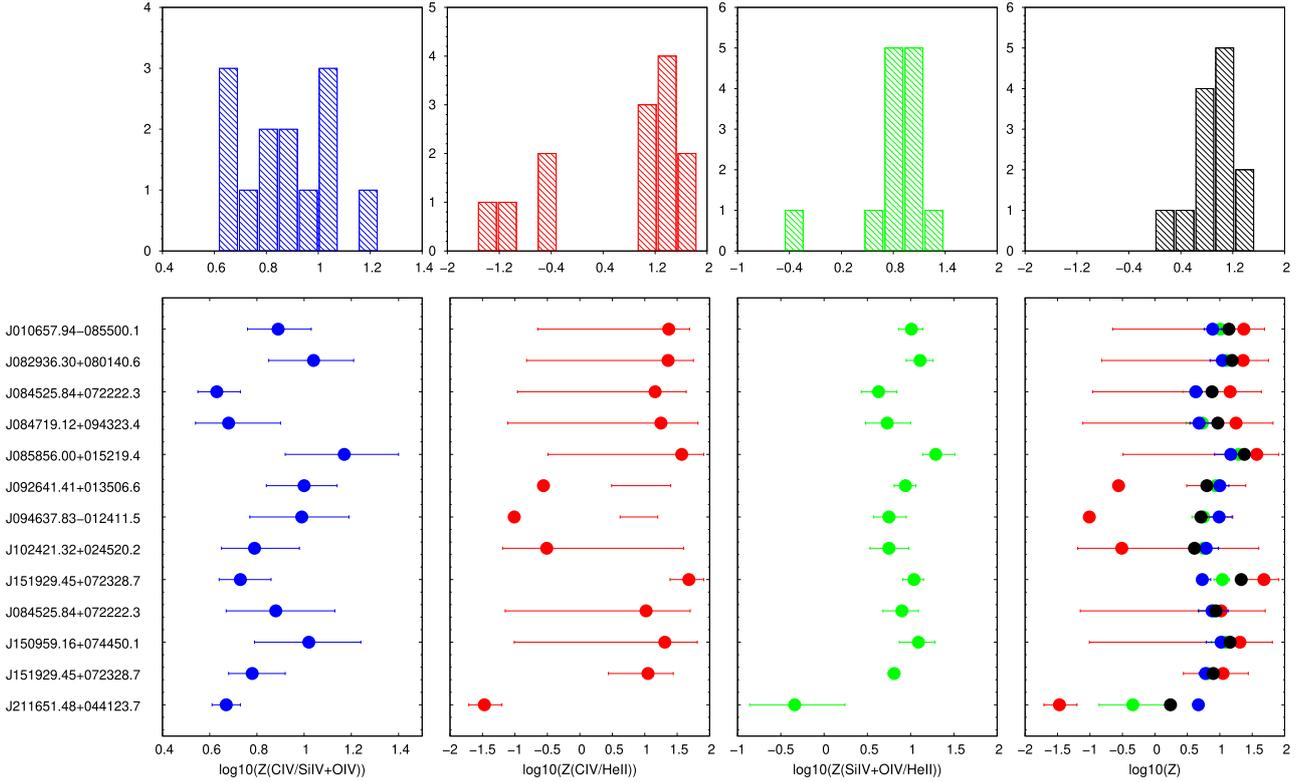 4 3 2 1 0
0.4 0.6 0.8 1 1.2 1.4
5 4 3 2 1 0
−2 −1.2 −0.4 0.4 1.2 2
6 5 4 3 2 1 0
−1 −0.4 0.2 0.8 1.4 2
6 5 4 3 2 1 0
−2 −1.2 −0.4 0.4 1.2 2
J010657.94−085500.1
J082936.30+080140.6
J084525.84+072222.3
J084719.12+094323.4
J085856.00+015219.4
J092641.41+013506.6
J094637.83−012411.5
J102421.32+024520.2
J151929.45+072328.7
J084525.84+072222.3
J150959.16+074450.1
J151929.45+072328.7
J211651.48+044123.7
0.4 0.6 0.8 1 1.2 1.4
log10(Z(CIV/SiIV+OIV))
−2 −1.5 −1 −0.5 0 0.5 1 1.5 2
log10(Z(CIV/HeII))
−1 −0.5 0 0.5 1 1.5 2
log10(Z(SiIV+OIV/HeII))
−2 −1.5 −1 −0.5 0 0.5 1 1.5 2
log10(Z)